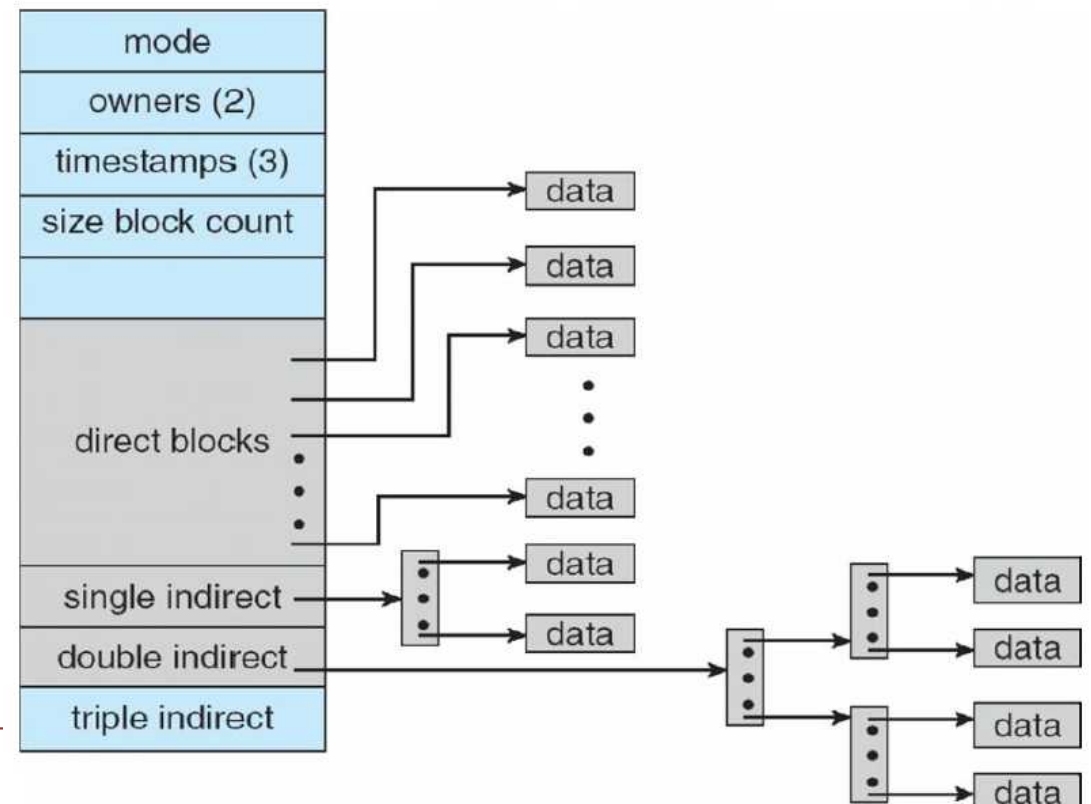 mode
owners (2)
timestamps (3)
size block count
direct blocks
single indirect
double indirect
triple indirect
data
data
data
data
data
data
data
data
data
data